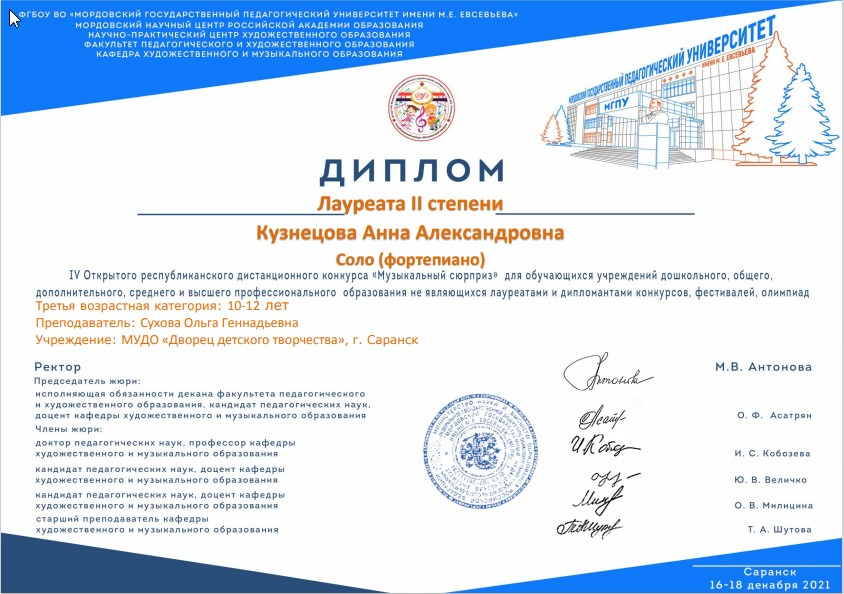 ФГБОУ ВО «МОРДОВСКИЙ ГОСУДАРСТВЕННЫЙ ПЕДАГОГИЧЕСКИЙ УНИВЕРСИТЕТ ИМЕНИ М.Е. ЕВСЕВЬЕВА»
МОРДОВСКИЙ НАУЧНЫЙ ЦЕНТР РОССИЙСКОЙ АКАДЕМИИ ОБРАЗОВАНИЯ
НАУЧНО-ПРАКТИЧЕСКИЙ ЦЕНТР ХУДОЖЕСТВЕННОГО ОБРАЗОВАНИЯ
ФАКУЛЬТЕТ ПЕДАГОГИЧЕСКОГО И ХУДОЖЕСТВЕННОГО ОБРАЗОВАНИЯ
КАФЕДРА ХУДОЖЕСТВЕННОГО И МУЗЫКАЛЬНОГО ОБРАЗОВАНИЯ
МОРДОВСКИЙ ГОСУДАРСТВЕННЫЙ ПЕДАГОГИЧЕСКИЙ УНИВЕРСИТЕТ
ИМЕНИ М. Е. ЕВСЕВЬЕВА
МГПУ
ДИПЛОМ
Лауреата II степени
Кузнецова Анна Александровна
Соло (фортепиано)
IV Открытого республиканского дистанционного конкурса «Музыкальный сюрприз» для обучающихся учреждений дошкольного, общего,
дополнительного, среднего и высшего профессионального образования не являющихся лауреатами и дипломантами конкурсов, фестивалей, олимпиад
Третья возрастная категория: 10-12 лет
Преподаватель: Сухова Ольга Геннадьевна
Учреждение: МУДО «Дворец детского творчества», г. Саранск
Ректор
М.В. Антонова
Председатель жюри:
исполняющая обязанности декана факультета педагогического
и художественного образования, кандидат педагогических наук,
доцент кафедры художественного и музыкального образования
О. Ф. Асатрян
Члены жюри:
доктор педагогических наук, профессор кафедры
художественного и музыкального образования
И. С. Кобозева
кандидат педагогических наук, доцент кафедры
художественного и музыкального образования
Ю. В. Величко
кандидат педагогических наук, доцент кафедры
художественного и музыкального образования
О. В. Милицина
старший преподаватель кафедры
художественного и музыкального образования
Т. А. Шутова
Саранск
16-18 декабря 2021